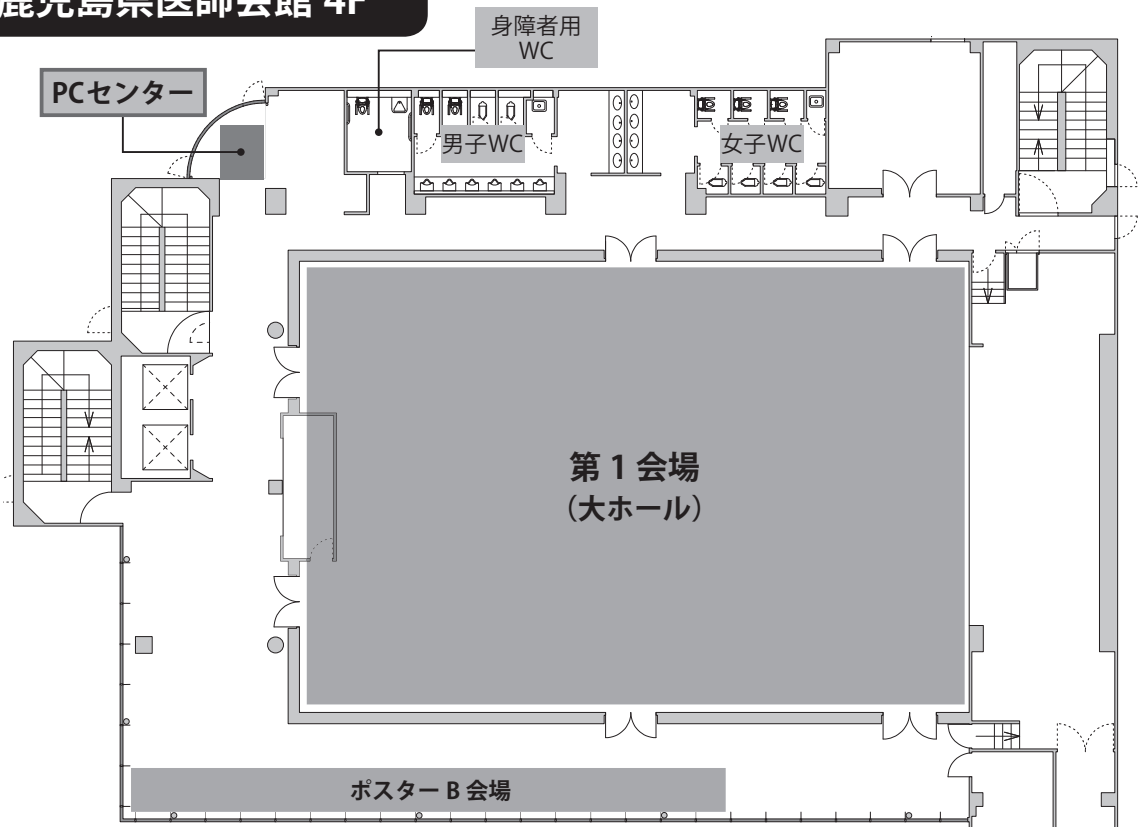 鹿児島県医師会館 4F
身障者用
WC
PCセンター
男子WC
女子WC
第 1 会場
（大ホール）
ポスター B 会場